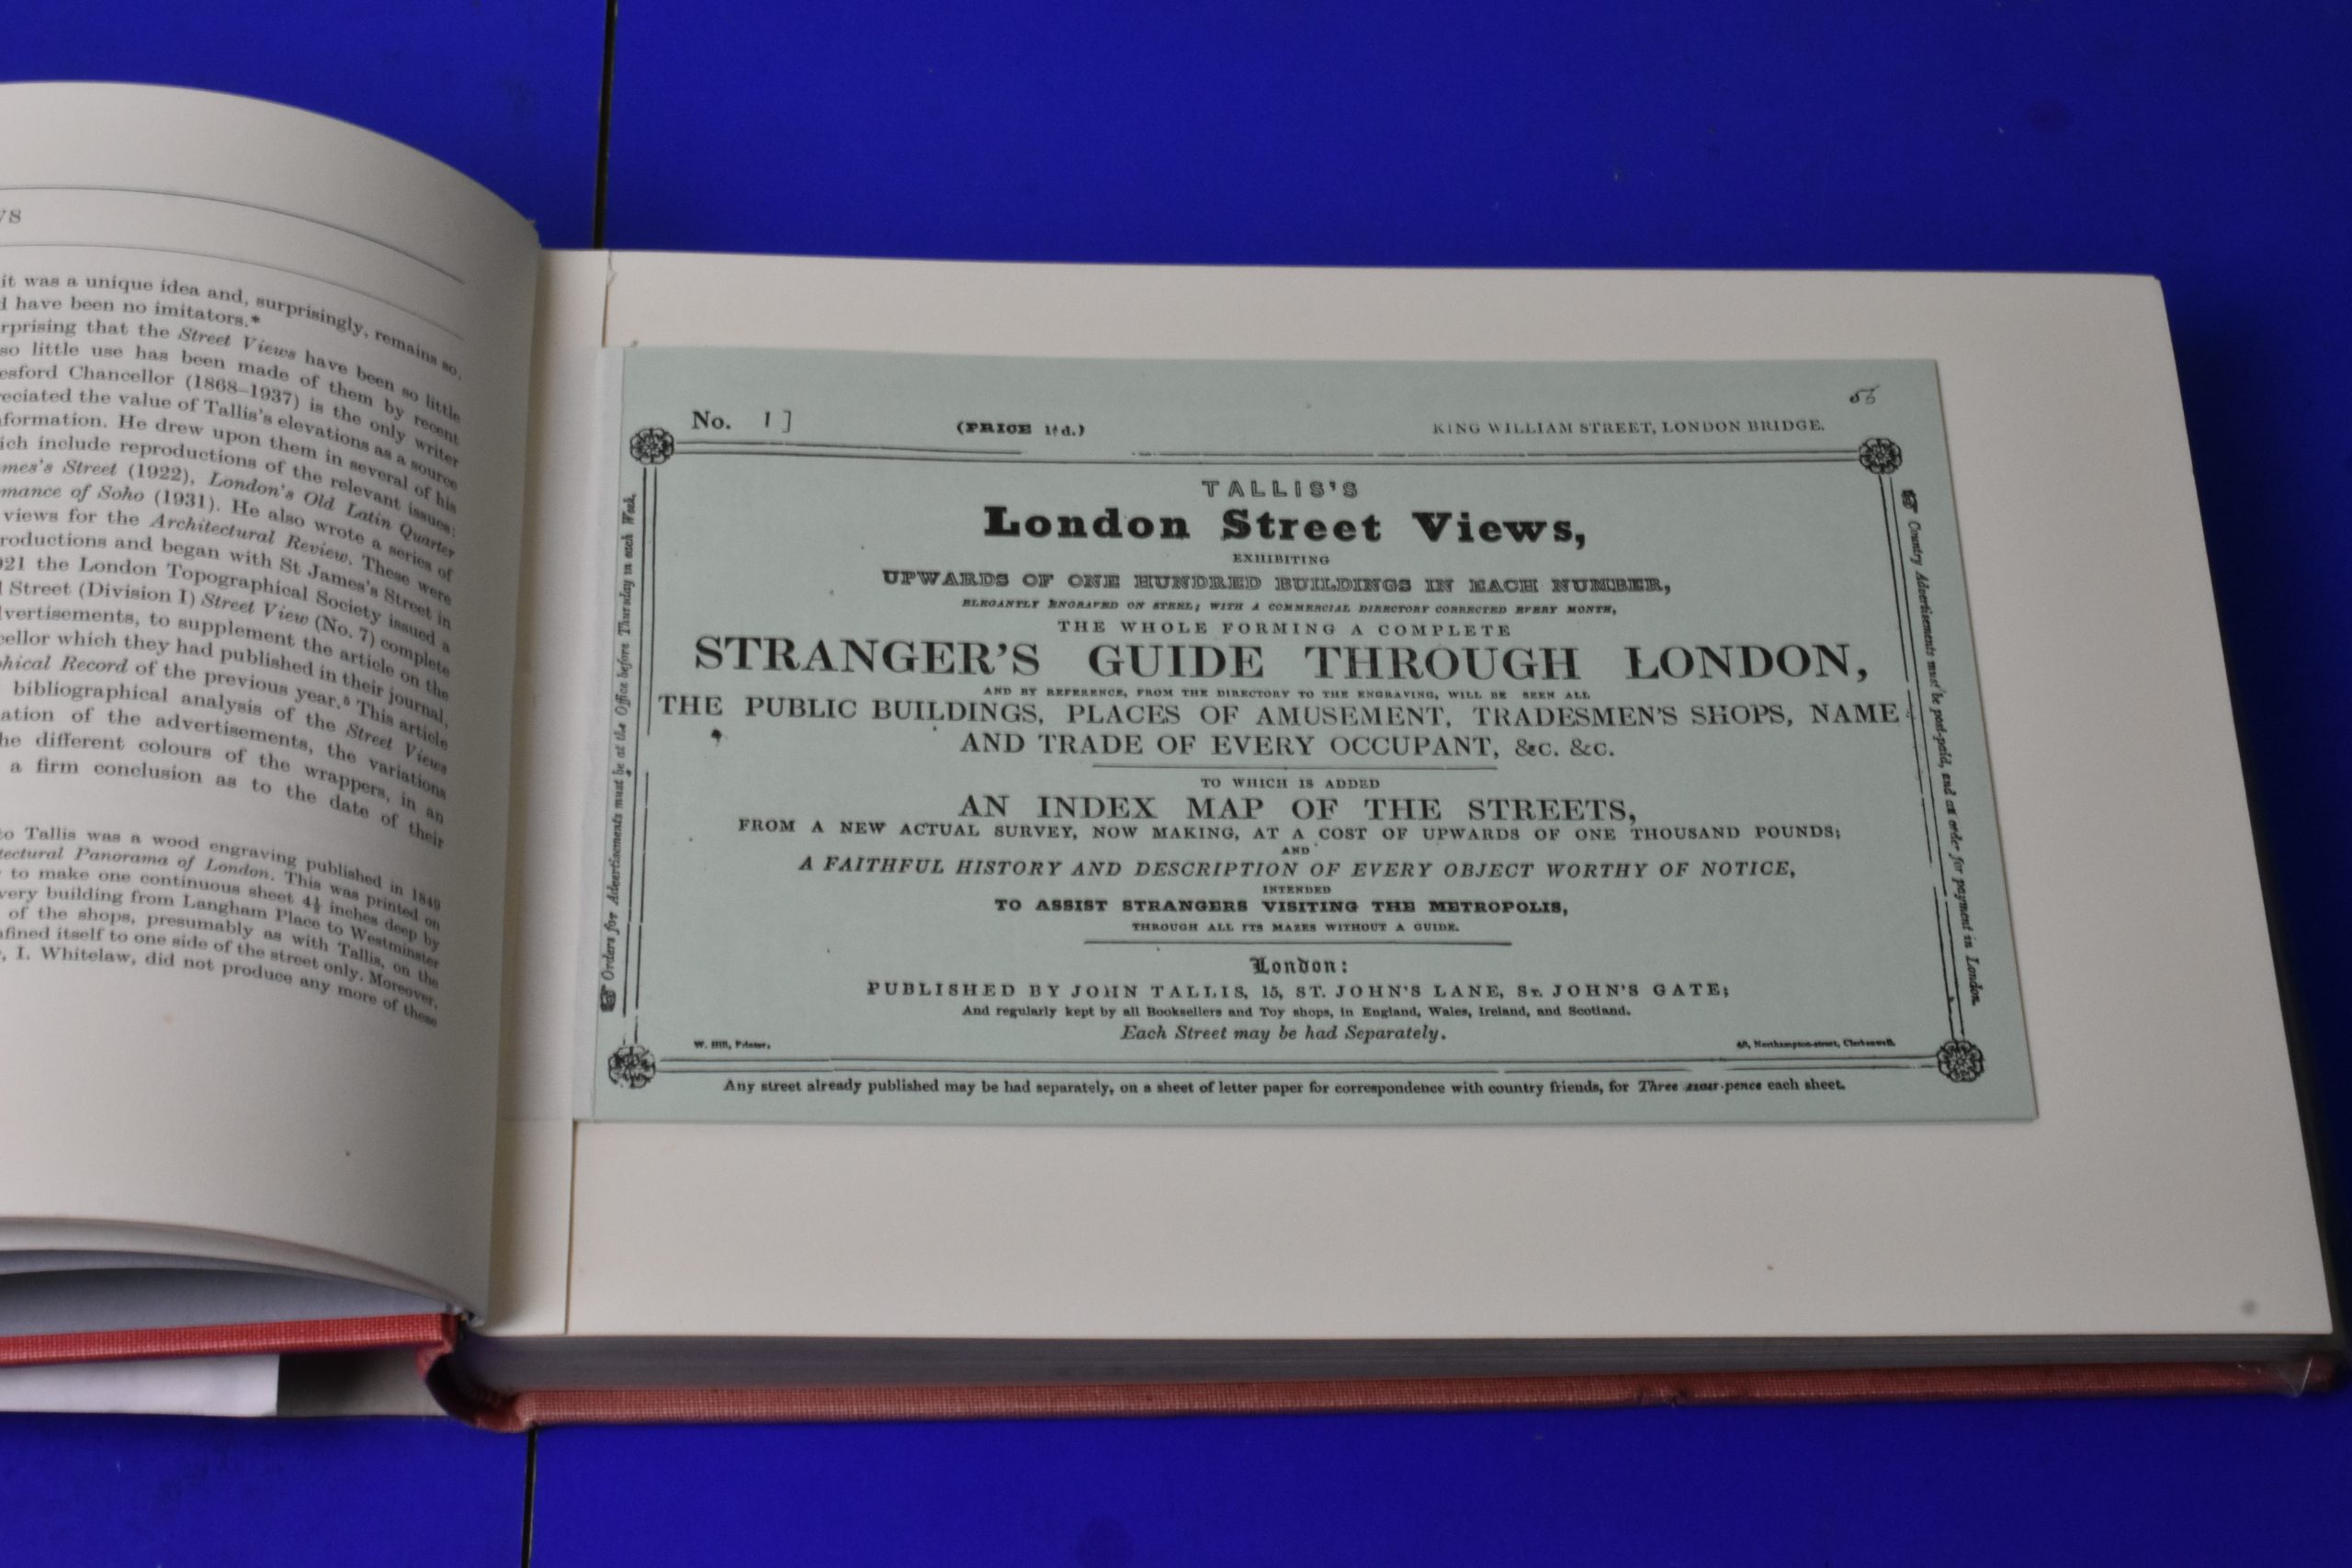 WS
it was a unique idea and, surprisingly, remains so.
have been no imitators.*
rprising that the Street Views have been so little
so little use has been made of them by recent
esford Chancellor (1868–1937) is the only writer
reciated the value of Tallis's elevations as a source
nformation. He drew upon them in several of his
ich include reproductions of the relevant issues:
mes's Street (1922), London's Old Latin Quarter
mance of Soho (1931). He also wrote a series of
views for the Architectural Review. These were
roductions and began with St James's Street in
921 the London Topographical Society issued a
Street (Division I) Street View (No. 7) complete
dvertisements, to supplement the article on the
cellor which they had published in their journal,
phical Record of the previous year. This article
bibliographical analysis of the Street Views
ation of the advertisements, the variations
he different colours of the wrappers, in an
a firm conclusion as to the date of their
to Tallis was a wood engraving published in 1849
tectural Panorama of London. This was printed on
to make one continuous sheet 4½ inches deep by
very building from Langham Place to Westminster
of the shops, presumably as with Tallis, on the
nfined itself to one side of the street only. Moreover,
, I. Whitelaw, did not produce any more of these
56
No. 1]
(PRICE 1½d.)
KING WILLIAM STREET, LONDON BRIDGE.
TALLIS'S
London Street Views,
EXHIBITING
UPWARDS OF ONE HUNDRED BUILDINGS IN EACH NUMBER,
ELEGANTLY ENGRAVED ON STEEL; WITH A COMMERCIAL DIRECTORY CORRECTED EVERY MONTH,
THE WHOLE FORMING A COMPLETE
STRANGER'S GUIDE THROUGH LONDON,
AND BY REFERENCE, FROM THE DIRECTORY TO THE ENGRAVING, WILL BE SEEN ALL
THE PUBLIC BUILDINGS, PLACES OF AMUSEMENT, TRADESMEN'S SHOPS, NAME
AND TRADE OF EVERY OCCUPANT, &c. &c.
TO WHICH IS ADDED
AN INDEX MAP OF THE STREETS,
FROM A NEW ACTUAL SURVEY, NOW MAKING, AT A COST OF UPWARDS OF ONE THOUSAND POUNDS;
AND
A FAITHFUL HISTORY AND DESCRIPTION OF EVERY OBJECT WORTHY OF NOTICE,
INTENDED
TO ASSIST STRANGERS VISITING THE METROPOLIS,
THROUGH ALL ITS MAZES WITHOUT A GUIDE.
London:
PUBLISHED BY JOHN TALLIS, 15, ST. JOHN'S LANE, ST. JOHN'S GATE;
And regularly kept by all Booksellers and Toy shops, in England, Wales, Ireland, and Scotland.
Each Street may be had Separately.
W. Hill, Printer,
Northampton-street, Clerkenwell.
Any street already published may be had separately, on a sheet of letter paper for correspondence with country friends, for Three pence each sheet.
☞ Orders for Advertisements must be at the Office before Thursday in each Week.
☞ Country Advertisements must be post-paid, and an order for payment in London.